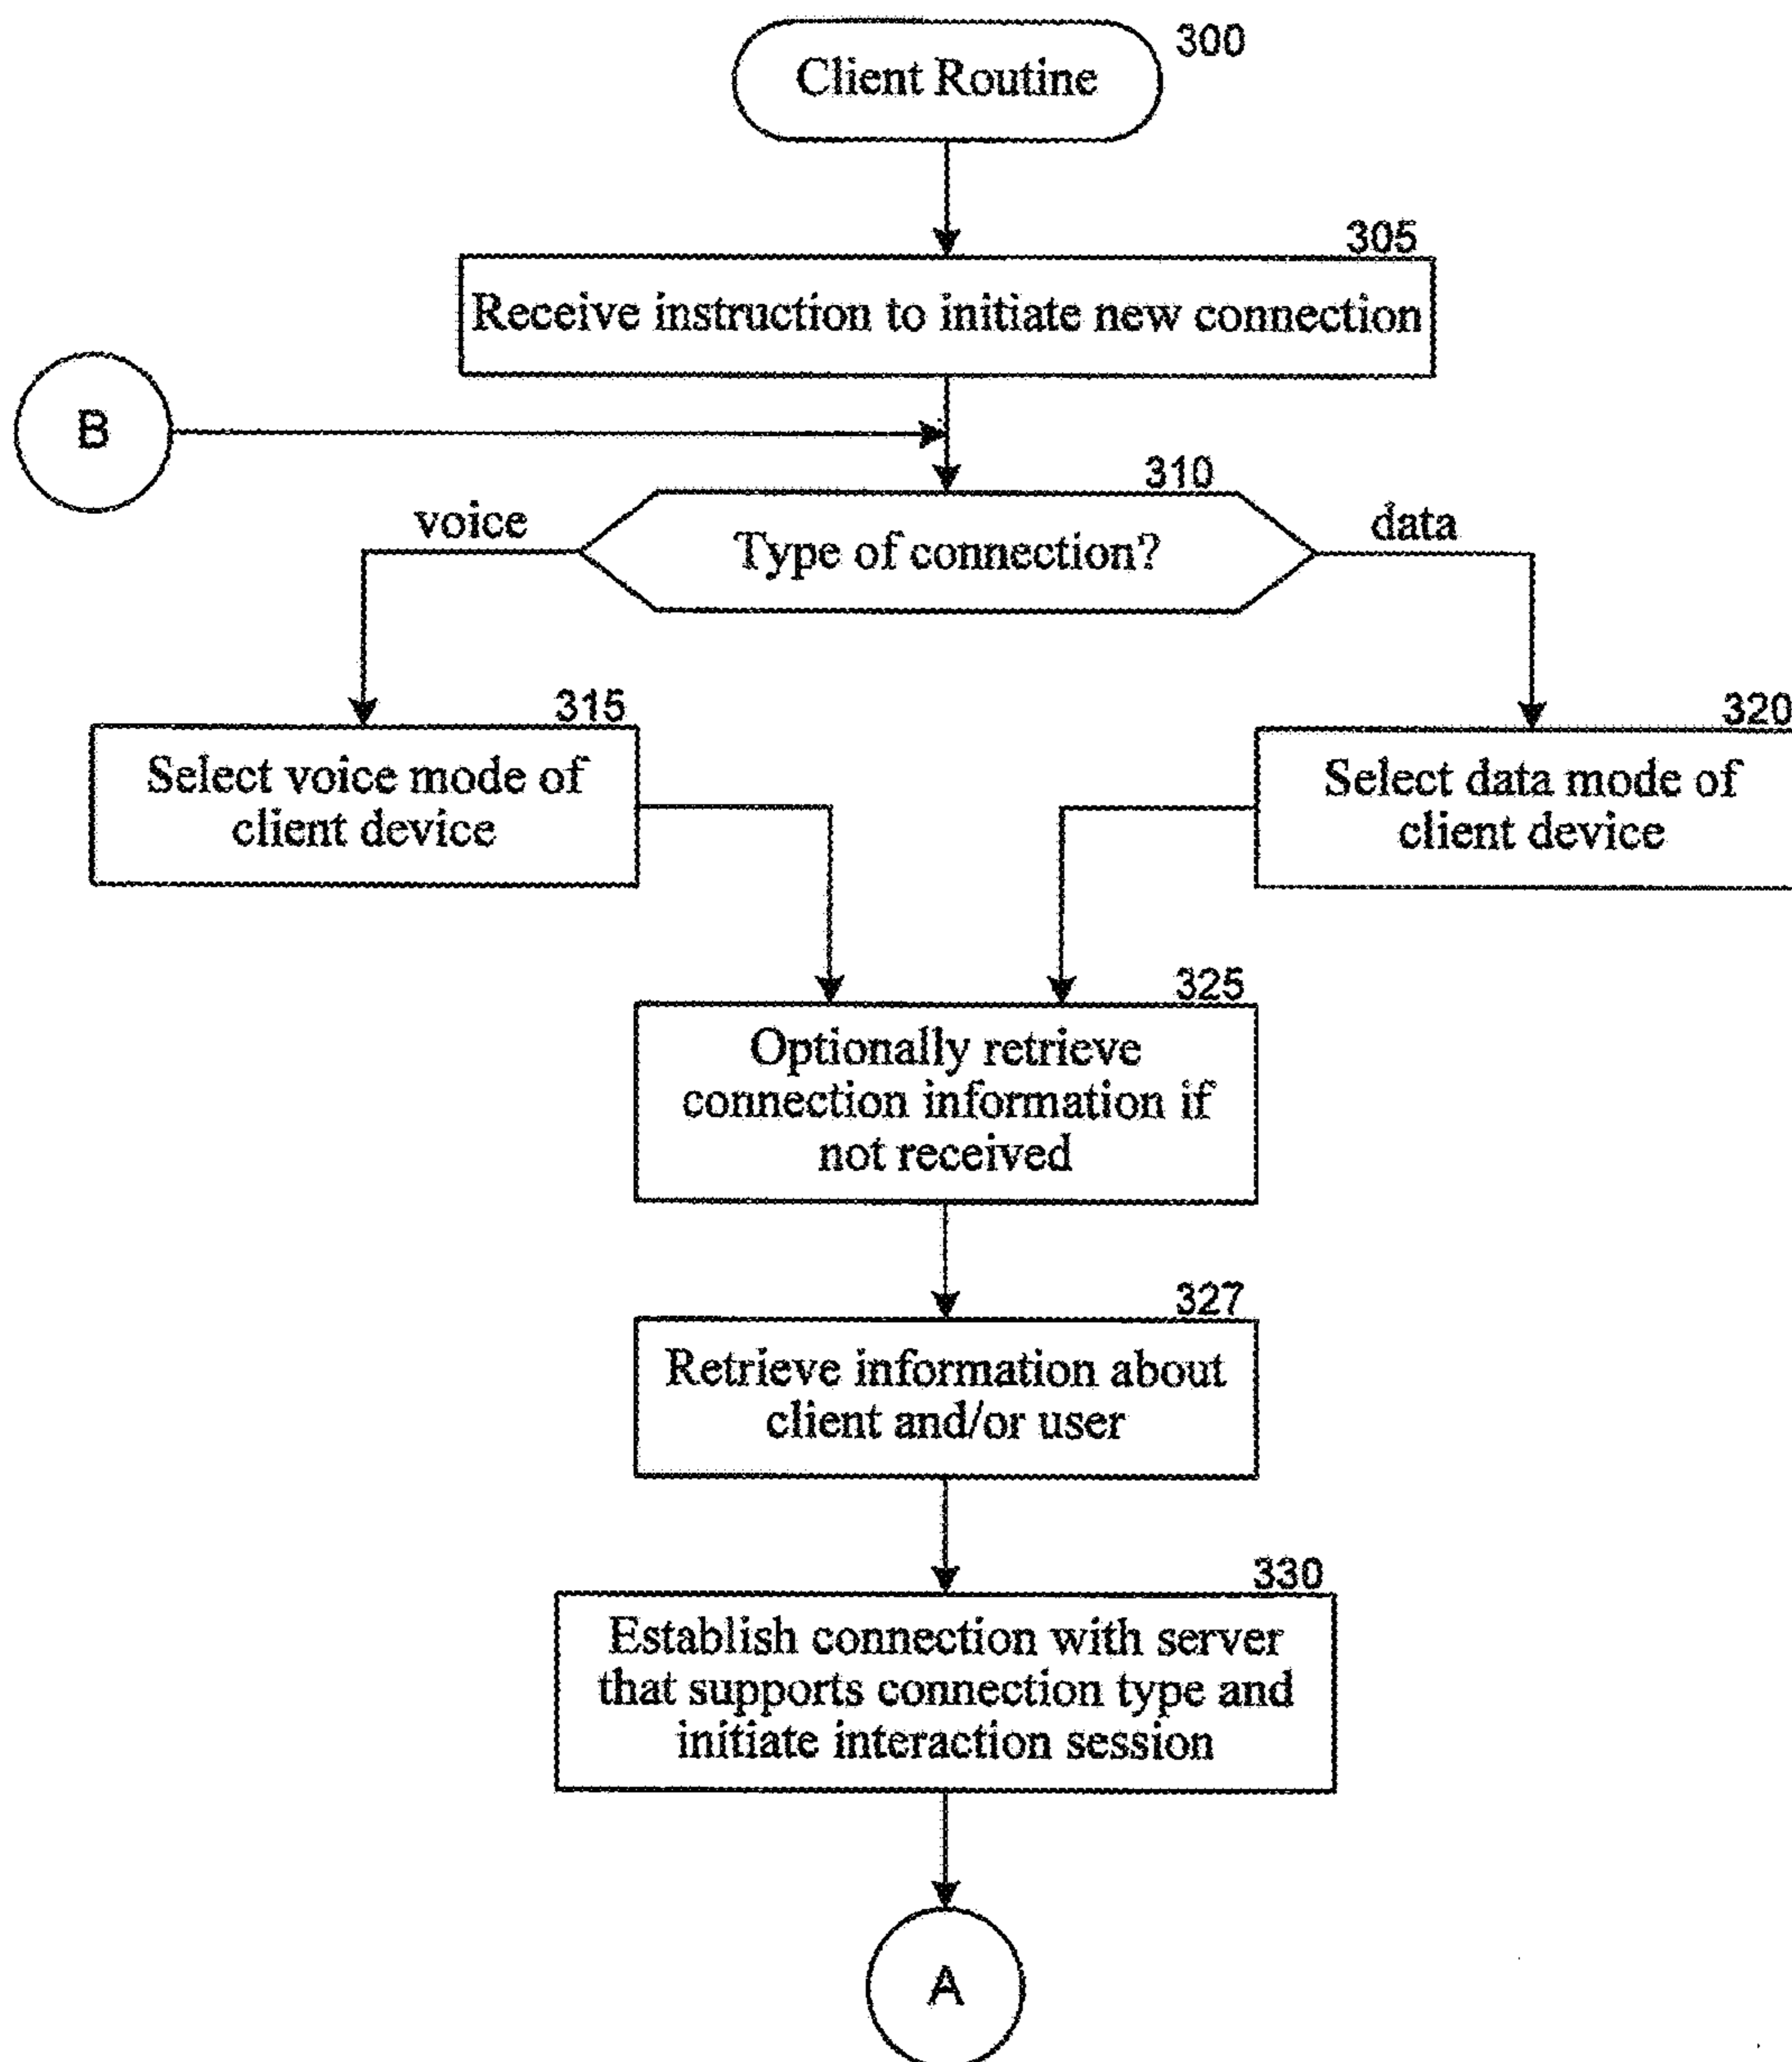 300
Client Routine
305
Receive instruction to initiate new connection
B
310
voice
Type of connection?
data
315
Select voice mode of
client device
320
Select data mode of
client device
325
Optionally retrieve
connection information if
not received
327
Retrieve information about
client and/or user
330
Establish connection with server
that supports connection type and
initiate interaction session
A